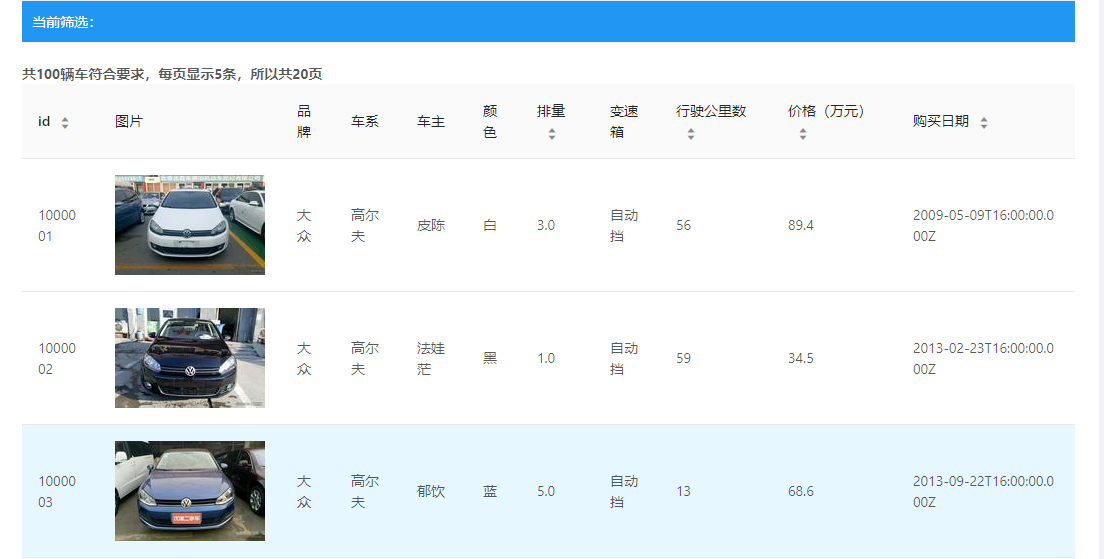 当前筛选：
共100辆车符合要求，每页显示5条，所以共20页
id 图片 品牌 车系 车主 颜色 排量 变速箱 行驶公里数 价格（万元） 购买日期
1000001 大众 高尔夫 皮陈 白 3.0 自动挡 56 89.4 2009-05-09T16:00:00.000Z
1000002 大众 高尔夫 法娃茫 黑 1.0 自动挡 59 34.5 2013-02-23T16:00:00.000Z
1000003 大众 高尔夫 郁饮 蓝 5.0 自动挡 13 68.6 2013-09-22T16:00:00.000Z